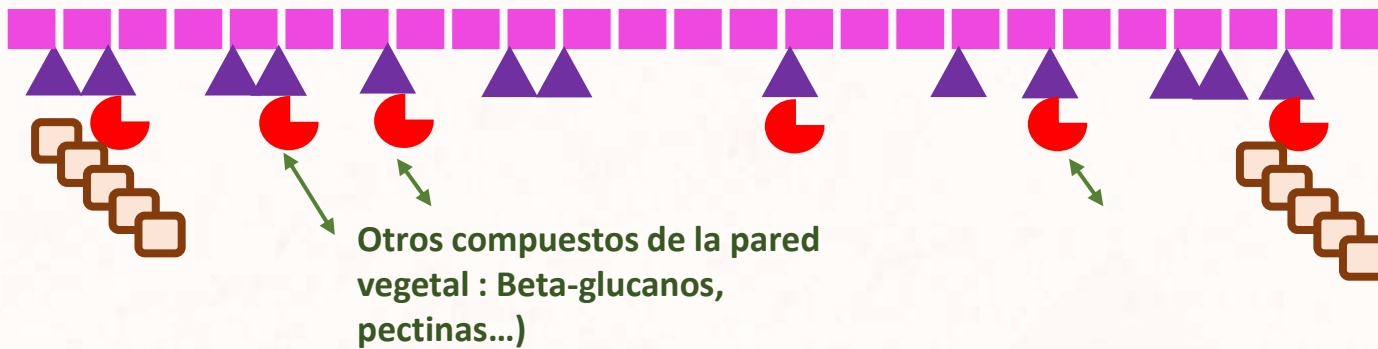 Otros compuestos de la pared
vegetal : Beta-glucanos,
pectinas…)